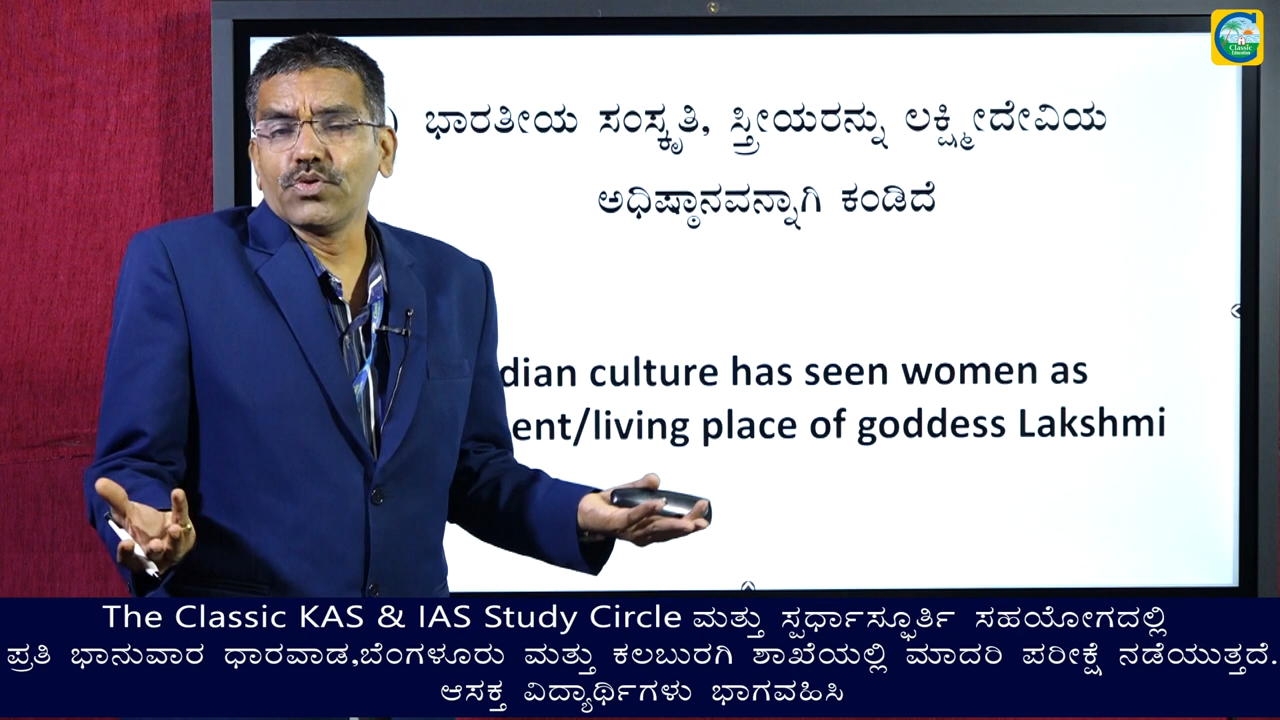 Classic
Education
) ಭಾರತೀಯ ಸಂಸ್ಕೃತಿ, ಸ್ತ್ರೀಯರನ್ನು ಲಕ್ಷ್ಮೀದೇವಿಯ
ಅಧಿಷ್ಠಾನವನ್ನಾಗಿ ಕಂಡಿದೆ
dian culture has seen women as
ent/living place of goddess Lakshmi
The Classic KAS & IAS Study Circle ಮತ್ತು ಸ್ಪರ್ಧಾಸ್ಫೂರ್ತಿ ಸಹಯೋಗದಲ್ಲಿ
ಪ್ರತಿ ಭಾನುವಾರ ಧಾರವಾಡ,ಬೆಂಗಳೂರು ಮತ್ತು ಕಲಬುರಗಿ ಶಾಖೆಯಲ್ಲಿ ಮಾದರಿ ಪರೀಕ್ಷೆ ನಡೆಯುತ್ತದೆ.
ಆಸಕ್ತ ವಿದ್ಯಾರ್ಥಿಗಳು ಭಾಗವಹಿಸಿ